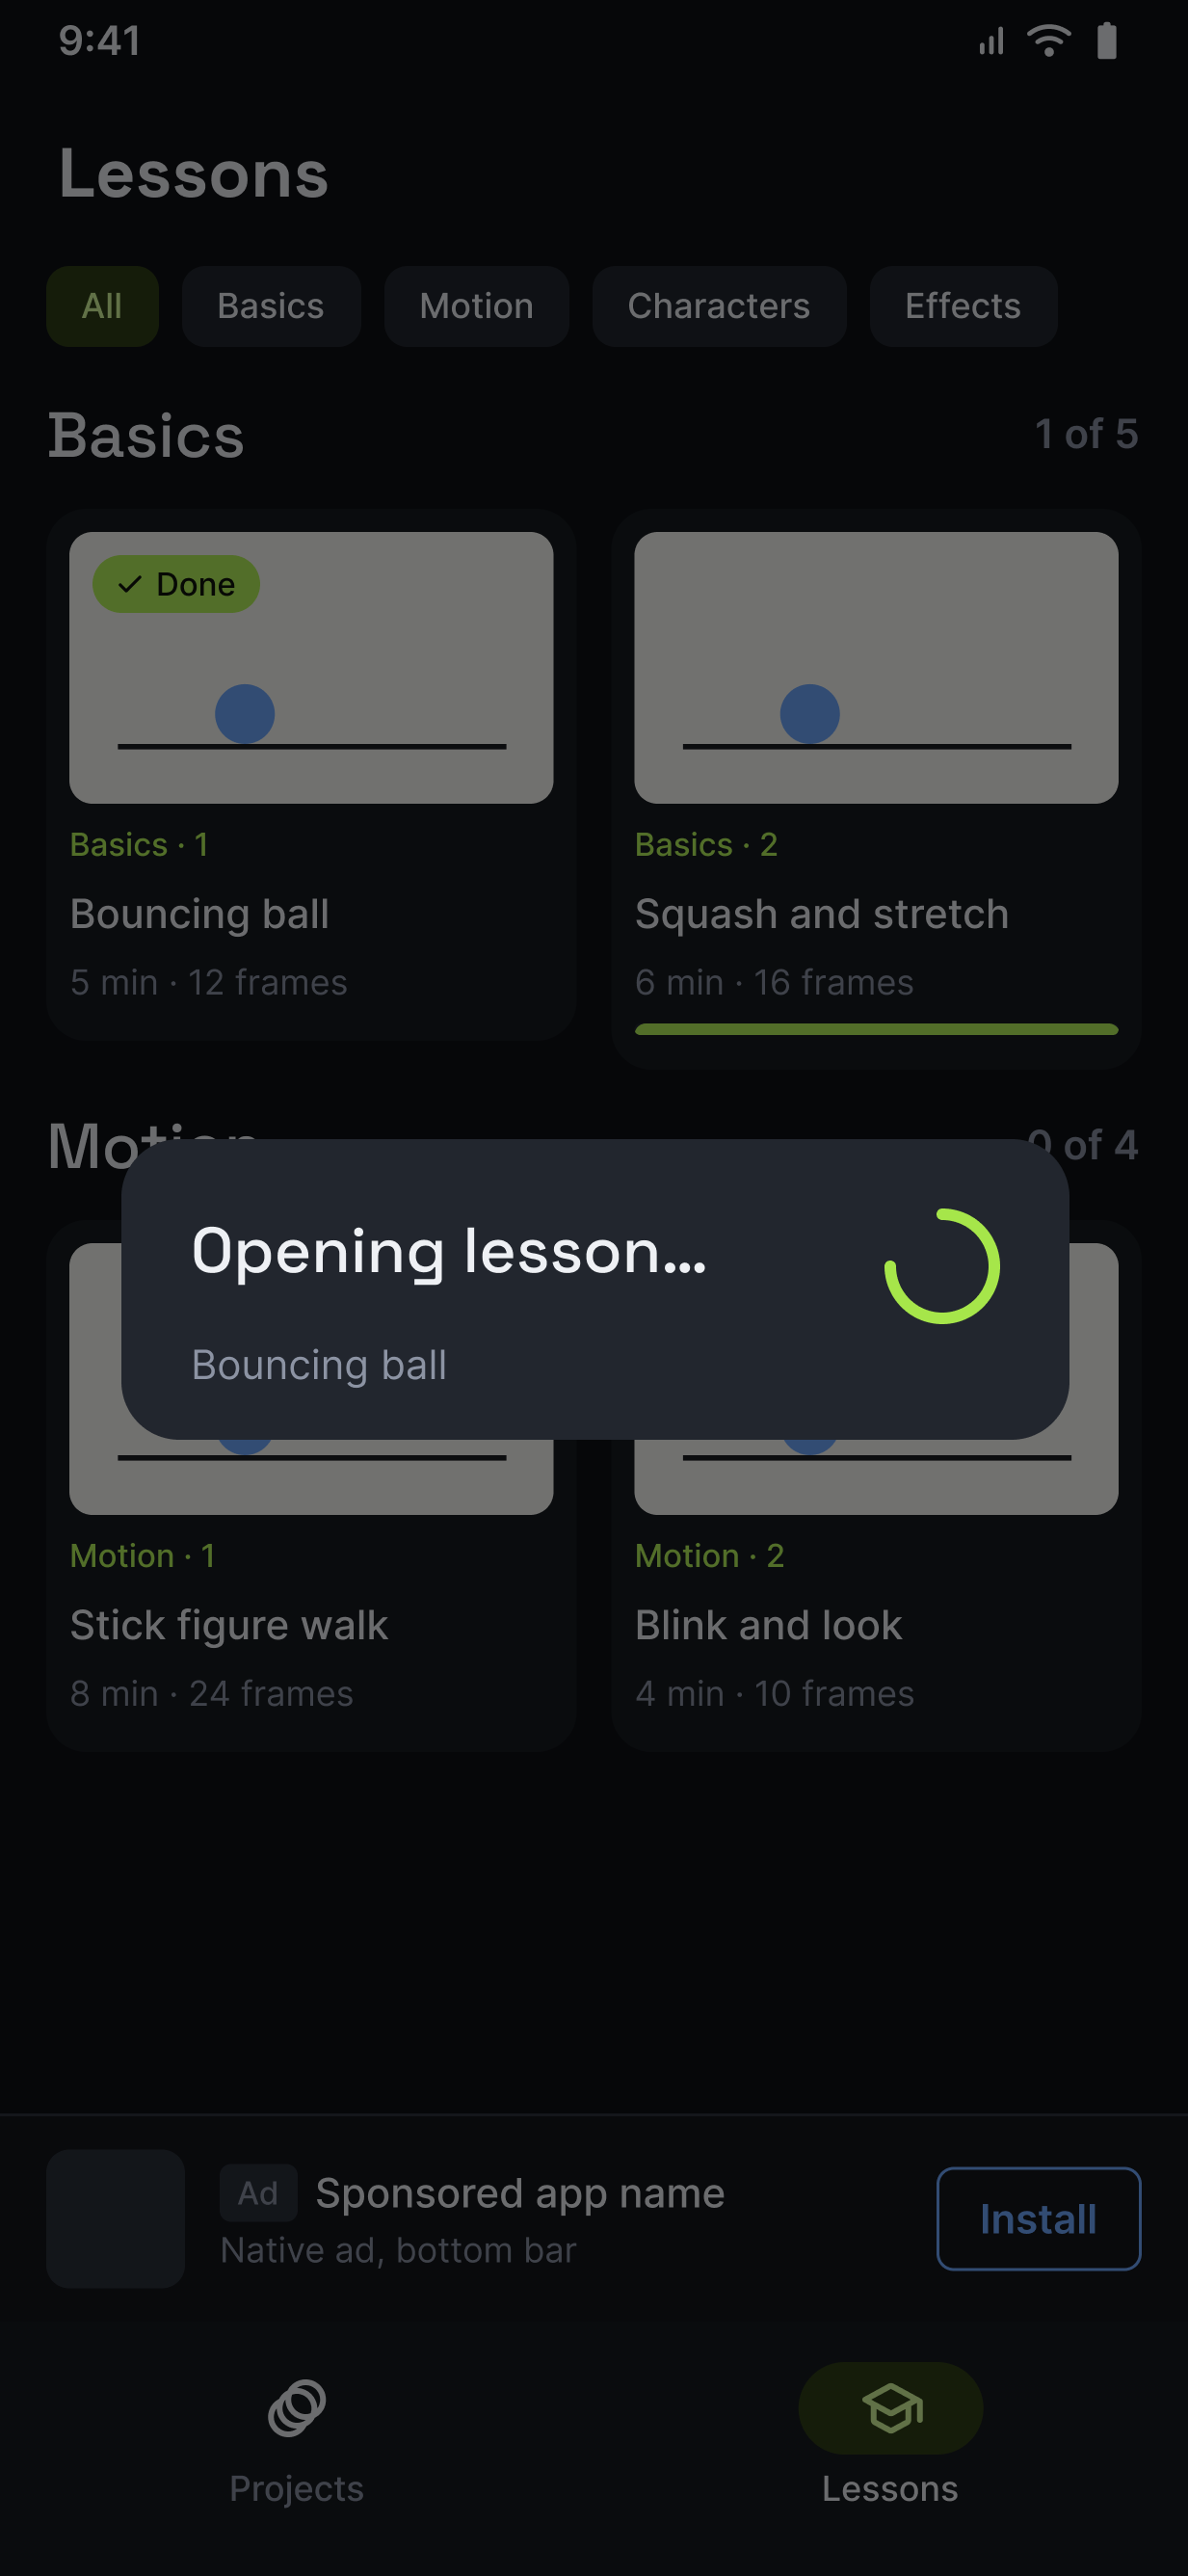 9:41
Lessons
All Basics Motion Characters Effects
Basics 1 of 5
Done
Basics · 1 Basics · 2
Bouncing ball Squash and stretch
5 min · 12 frames 6 min · 16 frames
Motion 0 of 4
Opening lesson...
Bouncing ball
Motion · 1 Motion · 2
Stick figure walk Blink and look
8 min · 24 frames 4 min · 10 frames
Ad Sponsored app name
Native ad, bottom bar
Install
Projects Lessons